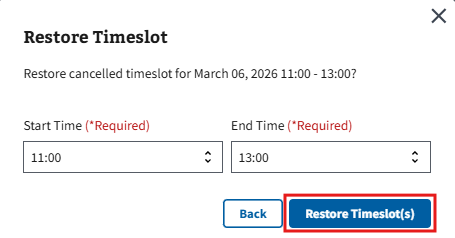 Restore Timeslot
Restore cancelled timeslot for March 06, 2026 11:00 - 13:00?
Start Time (*Required) End Time (*Required)
11:00 13:00
Back Restore Timeslot(s)